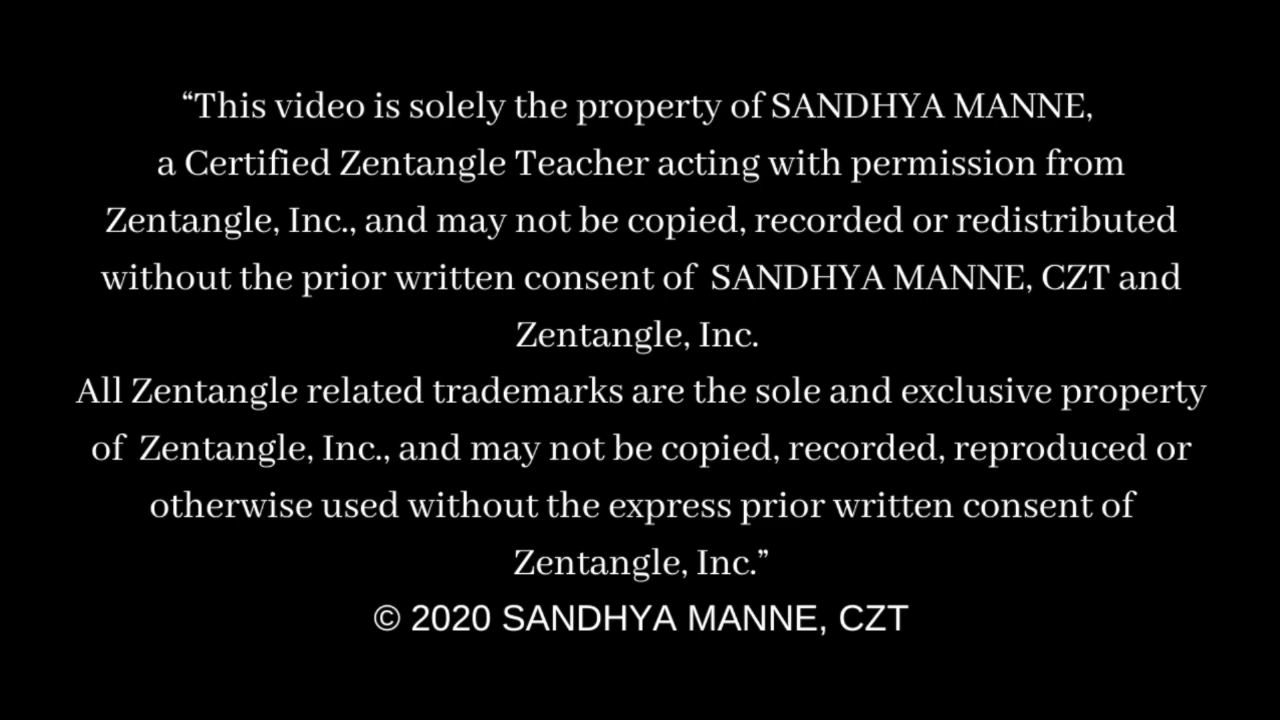 “This video is solely the property of SANDHYA MANNE,
a Certified Zentangle Teacher acting with permission from
Zentangle, Inc., and may not be copied, recorded or redistributed
without the prior written consent of SANDHYA MANNE, CZT and
Zentangle, Inc.
All Zentangle related trademarks are the sole and exclusive property
of Zentangle, Inc., and may not be copied, recorded, reproduced or
otherwise used without the express prior written consent of
Zentangle, Inc.”
© 2020 SANDHYA MANNE, CZT